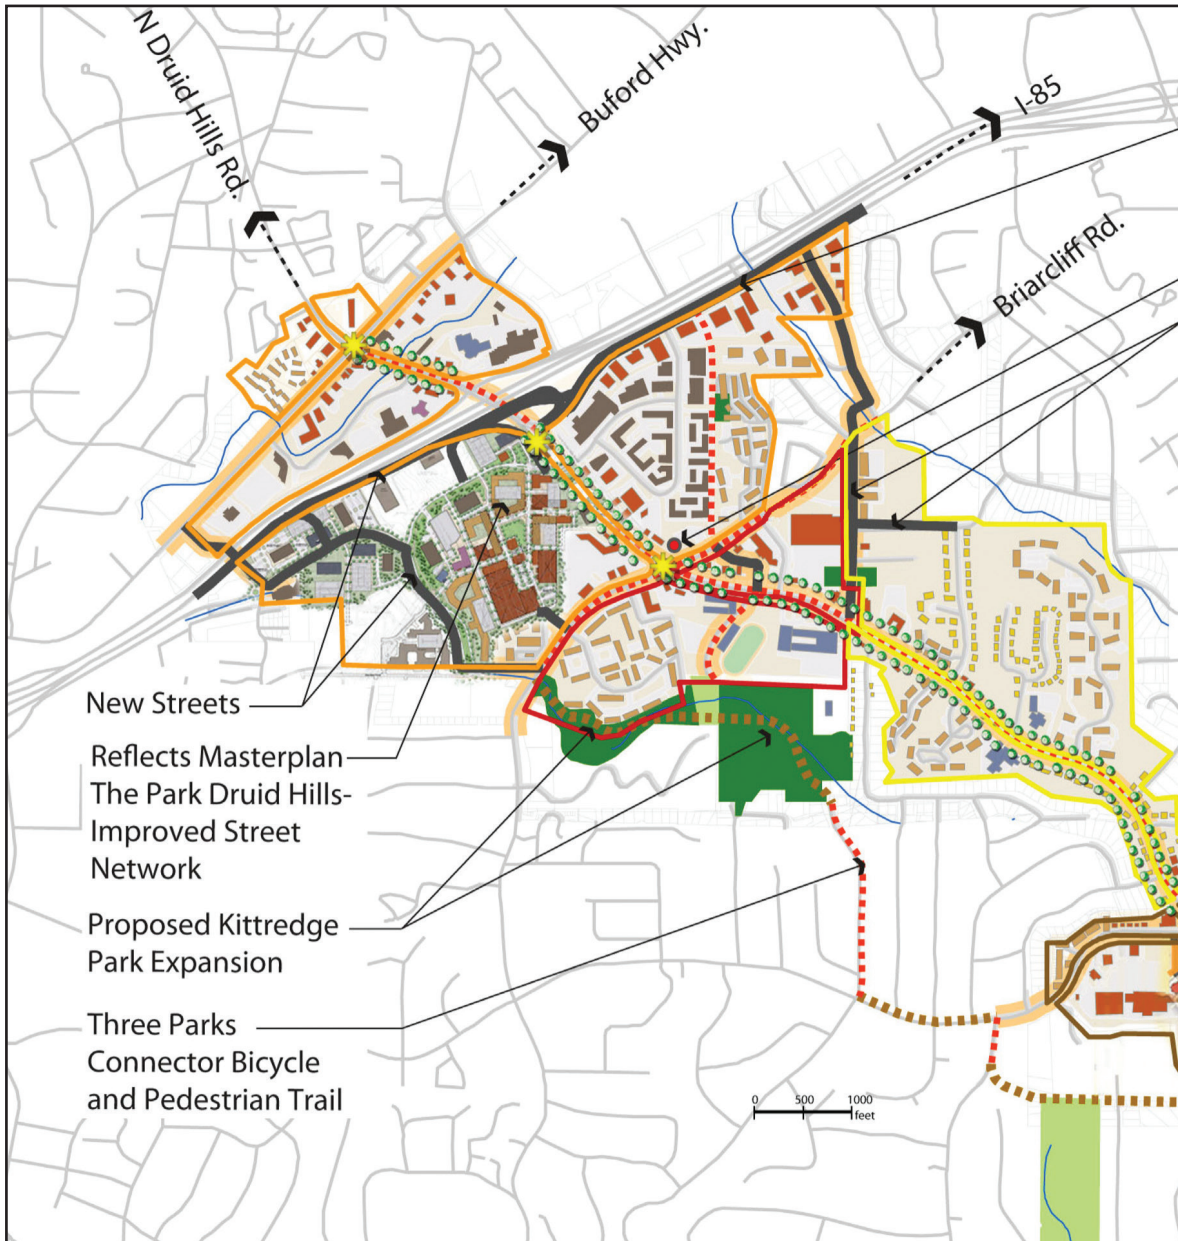 N Druid Hills Rd.
Buford Hwy.
I-85
Briarcliff Rd.
New Streets
Reflects Masterplan
The Park Druid Hills-
Improved Street
Network
Proposed Kittredge
Park Expansion
Three Parks
Connector Bicycle
and Pedestrian Trail
0 500 1000
feet